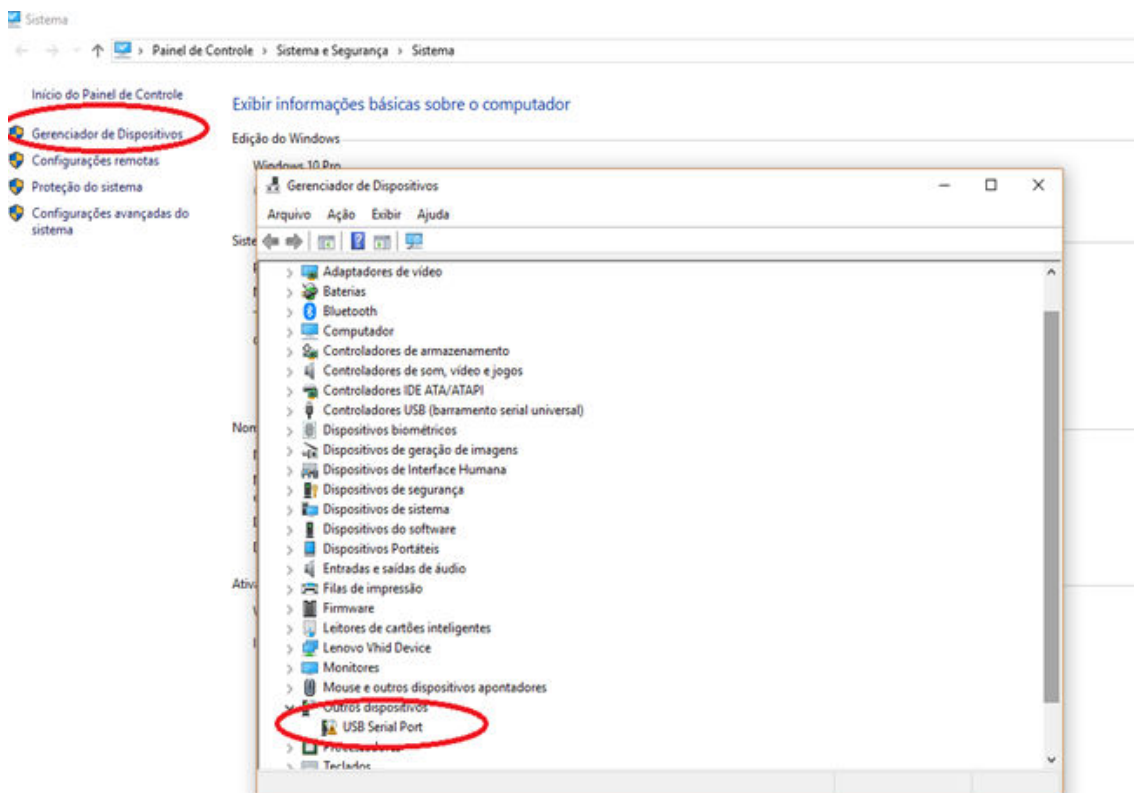 Sistema
Painel de Controle > Sistema e Segurança > Sistema
Início do Painel de Controle
Gerenciador de Dispositivos
Configurações remotas
Proteção do sistema
Configurações avançadas do
sistema
Exibir informações básicas sobre o computador
Edição do Windows
Windows 10 Pro
Gerenciador de Dispositivos
Arquivo Ação Exibir Ajuda
Adaptadores de vídeo
Baterias
Bluetooth
Computador
Controladores de armazenamento
Controladores de som, vídeo e jogos
Controladores IDE ATA/ATAPI
Controladores USB (barramento serial universal)
Dispositivos biométricos
Dispositivos de geração de imagens
Dispositivos de Interface Humana
Dispositivos de segurança
Dispositivos de sistema
Dispositivos do software
Dispositivos Portáteis
Entradas e saídas de áudio
Filas de impressão
Firmware
Leitores de cartões inteligentes
Lenovo Vhid Device
Monitores
Mouse e outros dispositivos apontadores
Outros dispositivos
USB Serial Port
Processadores
Teclados